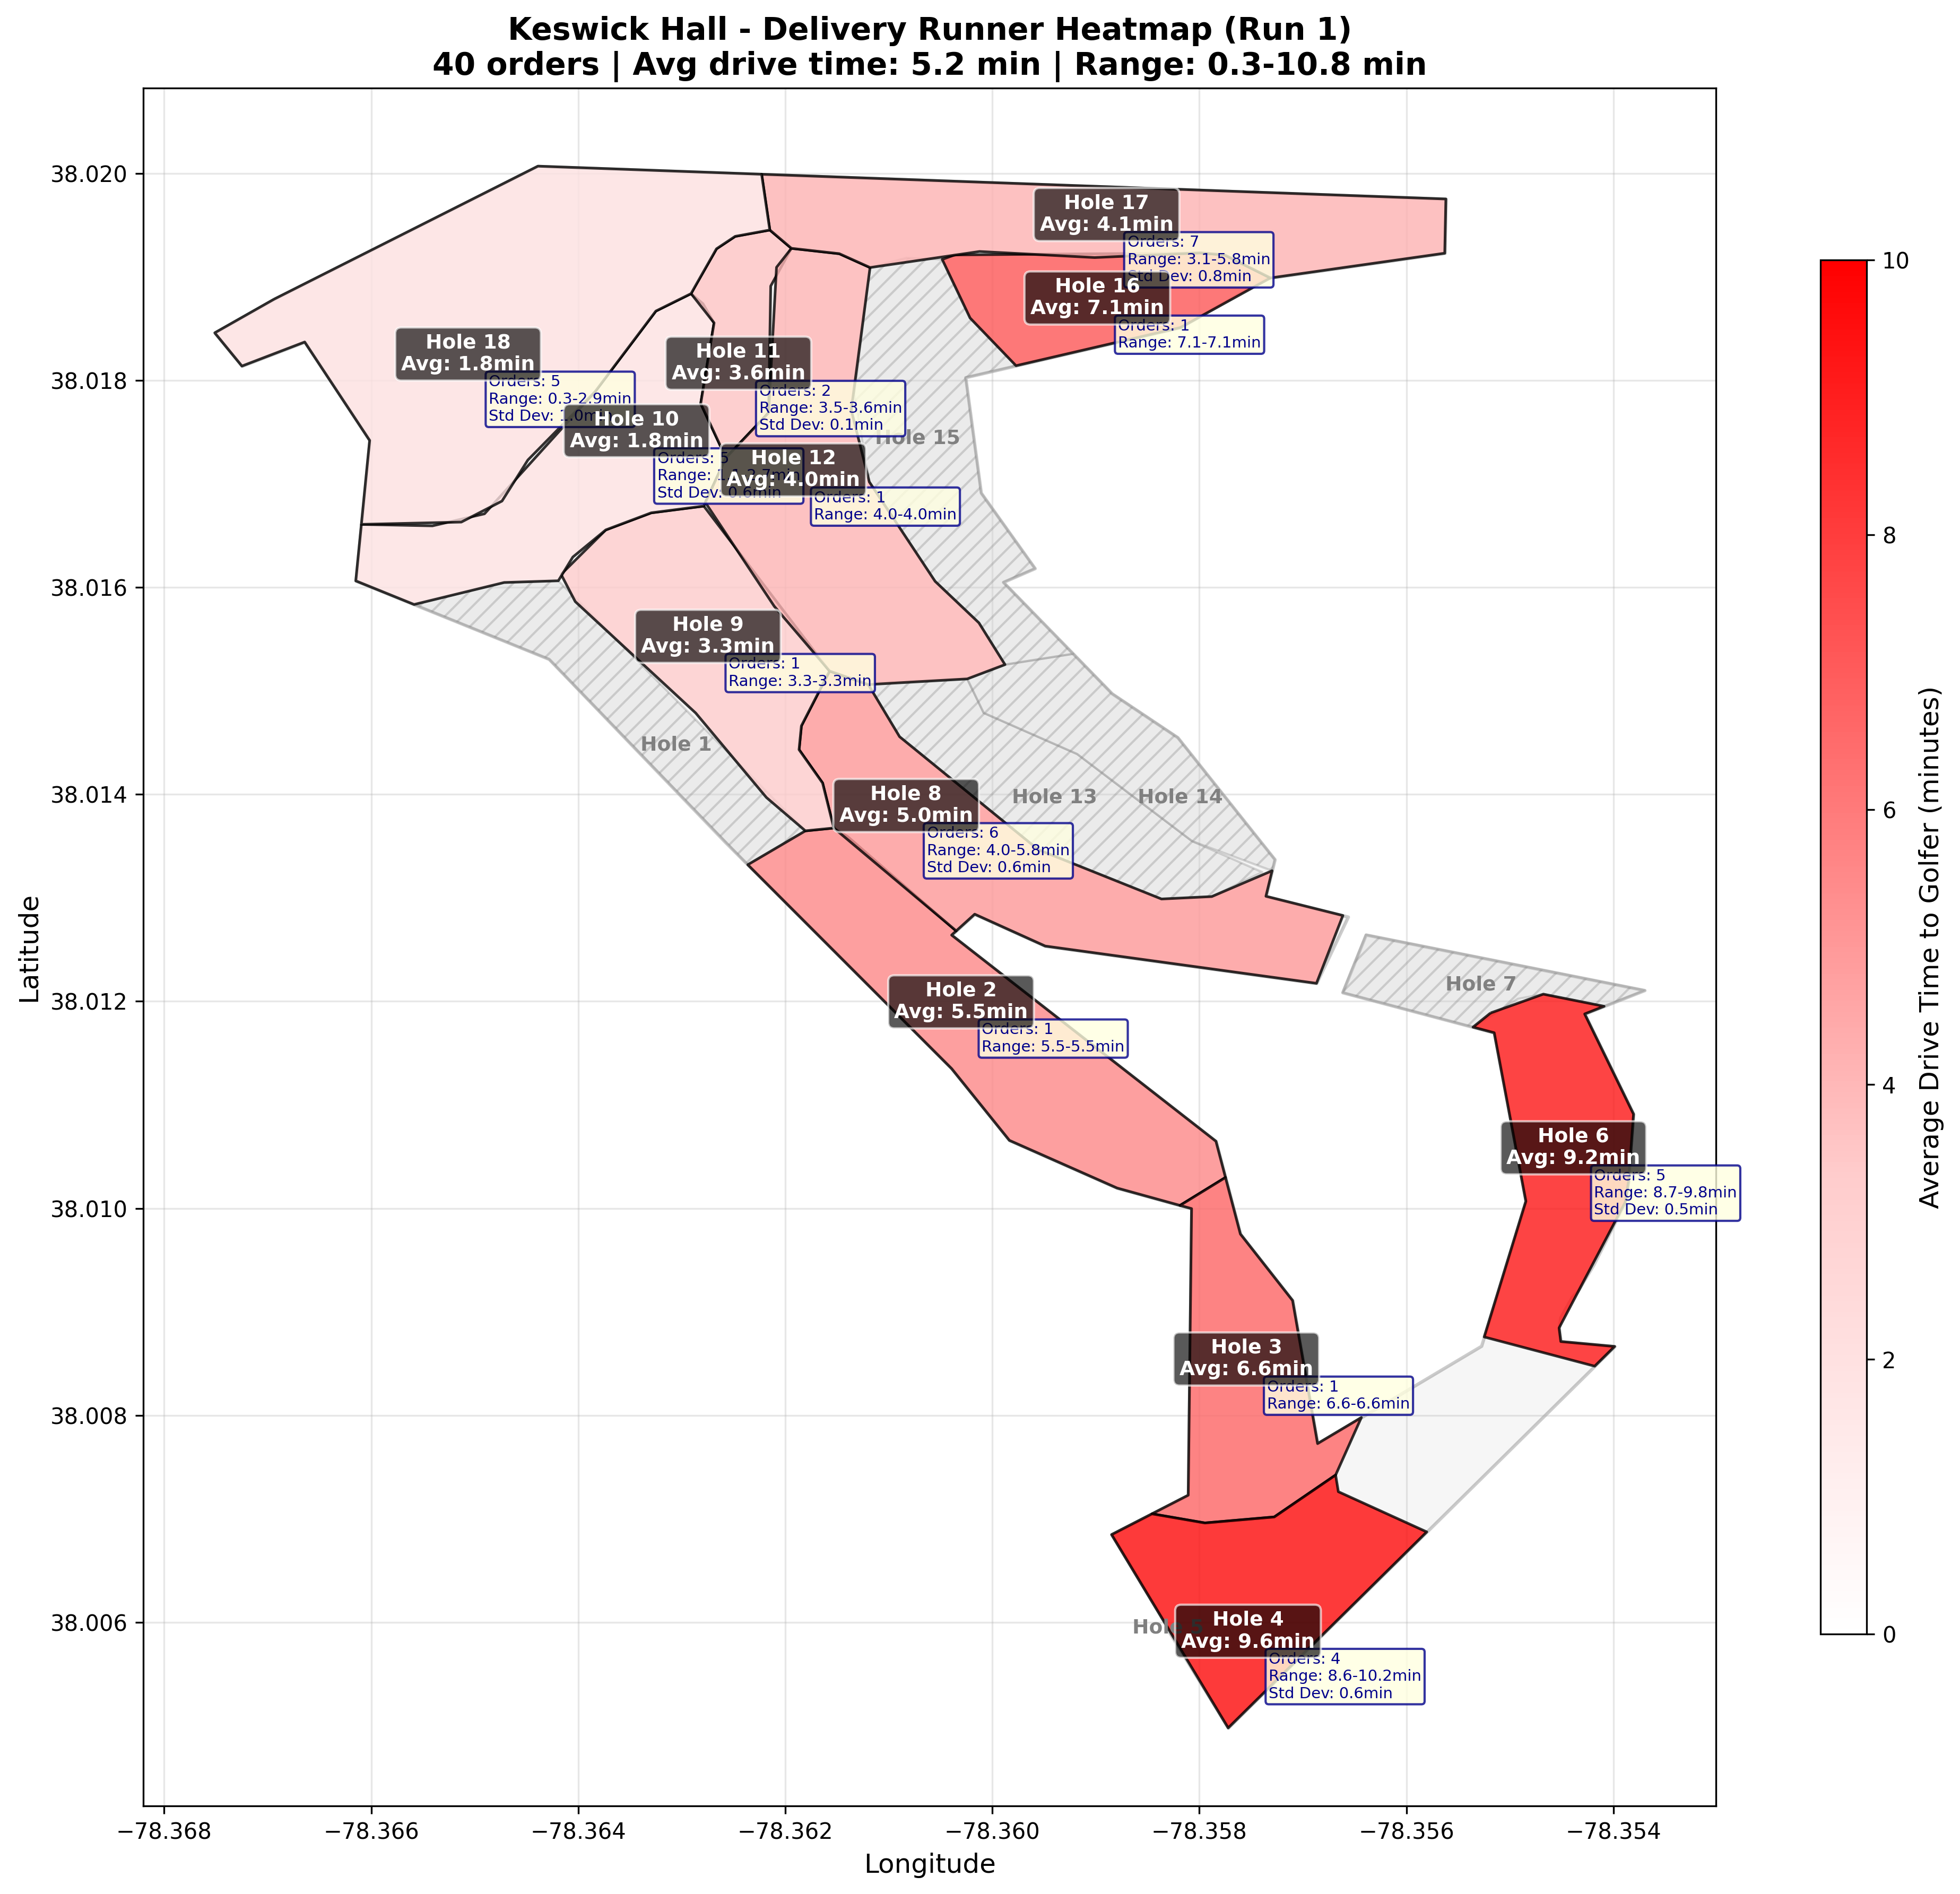 Keswick Hall - Delivery Runner Heatmap (Run 1)
40 orders | Avg drive time: 5.2 min | Range: 0.3-10.8 min
38.020
38.018
38.016
38.014
38.012
38.010
38.008
38.006
Latitude
Hole 17
Avg: 4.1min
Orders: 7
Range: 3.1-5.8min
Std Dev: 0.8min
Hole 16
Avg: 7.1min
Orders: 1
Range: 7.1-7.1min
Hole 18
Avg: 1.8min
Orders: 5
Range: 0.3-2.9min
Std Dev: 1.0min
Hole 11
Avg: 3.6min
Orders: 2
Range: 3.5-3.6min
Std Dev: 0.1min
Hole 15
Hole 10
Avg: 1.8min
Orders: 5
Range:
Std Dev: 0.6min
Hole 12
Avg: 4.0min
Orders: 1
Range: 4.0-4.0min
Hole 9
Avg: 3.3min
Orders: 1
Range: 3.3-3.3min
Hole 1
Hole 8
Avg: 5.0min
Orders: 6
Range: 4.0-5.8min
Std Dev: 0.6min
Hole 13
Hole 14
Hole 2
Avg: 5.5min
Orders: 1
Range: 5.5-5.5min
Hole 7
Hole 6
Avg: 9.2min
Orders: 5
Range: 8.7-9.8min
Std Dev: 0.5min
Hole 3
Avg: 6.6min
Orders: 1
Range: 6.6-6.6min
Hole 5
Hole 4
Avg: 9.6min
Orders: 4
Range: 8.6-10.2min
Std Dev: 0.6min
−78.368
−78.366
−78.364
−78.362
−78.360
−78.358
−78.356
−78.354
Longitude
10
8
6
4
2
0
Average Drive Time to Golfer (minutes)